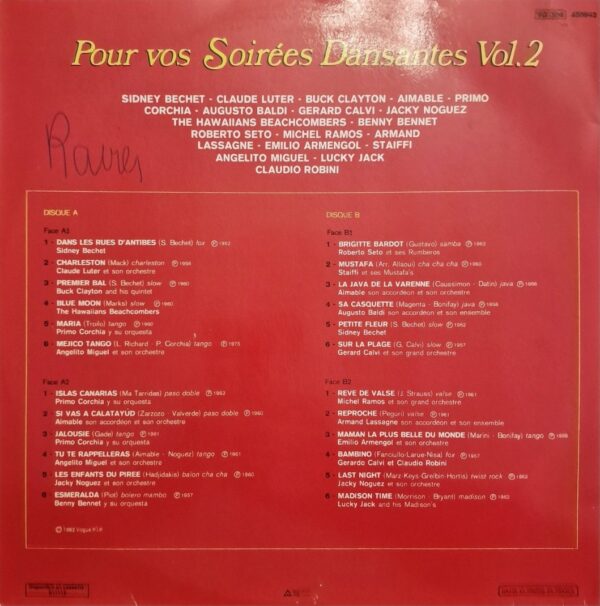 Pour vos Soirées Dansantes Vol.2
SIDNEY BECHET - CLAUDE LUTER - BUCK CLAYTON - AIMABLE - PRIMO
CORCHIA - AUGUSTO BALDI - GERARD CALVI - JACKY NOGUEZ
THE HAWAIIANS BEACHCOMBERS - BENNY BENNET
ROBERTO SETO - MICHEL RAMOS - ARMAND
LASSAGNE - EMILIO ARMENGOL - STAIFFI
ANGELITO MIGUEL - LUCKY JACK
CLAUDIO ROBINI
DISQUE A
Face A1
1 - DANS LES RUES D'ANTIBES (S. Bechet) fox ℗ 1952
Sidney Bechet
2 - CHARLESTON (Mack) charleston ℗ 1956
Claude Luter et son orchestre
3 - PREMIER BAL (S. Bechet) slow ℗ 1960
Buck Clayton and his quintet
4 - BLUE MOON (Marks) slow ℗ 1960
The Hawaiians Beachcombers
5 - MARIA (Troïlo) tango ℗ 1960
Primo Corchia y su orquesta
6 - MEJICO TANGO (L. Richard - P. Corchia) tango ℗ 1975
Angelito Miguel et son orchestre
Face A2
1 - ISLAS CANARIAS (Ma Tarridas) paso doble ℗ 1962
Primo Corchia y su orquesta
2 - SI VAS A CALATAYUD (Zarzozo - Valverde) paso doble ℗ 1960
Aimable son accordéon et son orchestre
3 - JALOUSIE (Gade) tango ℗ 1961
Primo Corchia y su orquesta
4 - TU TE RAPPELLERAS (Aimable - Noguez) tango ℗ 1961
Angelito Miguel et son orchestre
5 - LES ENFANTS DU PIREE (Hadjidakis) baïon cha cha ℗ 1960
Jacky Noguez et son orchestre
6 - ESMERALDA (Piot) bolero mambo ℗ 1957
Benny Bennet y su orquesta
℗ 1982 Vogue P.I.P.
DISQUE B
Face B1
1 - BRIGITTE BARDOT (Gustavo) samba ℗ 1962
Roberto Seto et ses Rumberos
2 - MUSTAFA (Arr. Allaoui) cha cha cha ℗ 1960
Staiffi et ses Mustafa's
3 - LA JAVA DE LA VARENNE (Causesimon - Datin) java ℗ 1956
Aimable son accordéon et son orchestre
4 - SA CASQUETTE (Magenta - Bonifay) java ℗ 1956
Augusto Baldi son accordéon et son ensemble
5 - PETITE FLEUR (S. Bechet) slow ℗ 1952
Sidney Bechet
6 - SUR LA PLAGE (G. Calvi) slow ℗ 1957
Gerard Calvi et son grand orchestre
Face B2
1 - REVE DE VALSE (J. Strauss) valse ℗ 1961
Michel Ramos et son grand orchestre
2 - REPROCHE (Peguri) valse ℗ 1961
Armand Lassagne son accordéon et son ensemble
3 - MAMAN LA PLUS BELLE DU MONDE (Marini - Bonifay) tango ℗ 1958
Emilio Armengol et son orchestre
4 - BAMBINO (Fanciullo-Larue-Nisa) fox ℗ 1957
Gerardo Calvi et Claudio Robini
5 - LAST NIGHT (Marz-Keys-Grelbin-Hortis) twist rock ℗ 1962
Jacky Noguez et son orchestre
6 - MADISON TIME (Morrison - Bryant) madison ℗ 1962
Lucky Jack and his Madison's